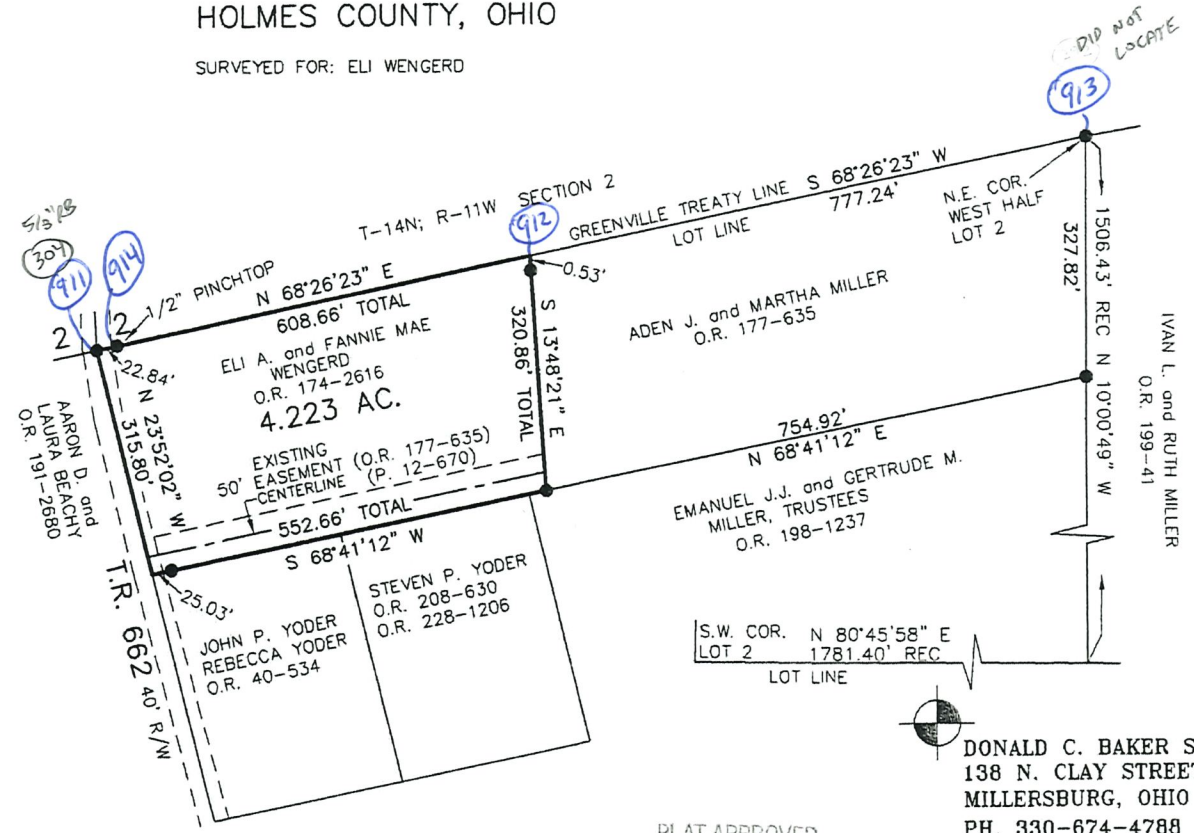 HOLMES COUNTY, OHIO
SURVEYED FOR: ELI WENGERD
DID NOT
LOCATE
913
5/8" RB
304
911
914
912
T-14N; R-11W SECTION 2
GREENVILLE TREATY LINE S 68°26'23" W
777.24'
LOT LINE
N.E. COR.
WEST HALF
LOT 2
1506.43' REC N 10°00'49" W
327.82'
IVAN L. and RUTH MILLER
O.R. 199-41
2
2
1/2" PINCHTOP
N 68°26'23" E
608.66' TOTAL
0.53'
22.84'
ELI A. and FANNIE MAE
WENGERD
O.R. 174-2616
4.223 AC.
S 13°48'21" E
320.86' TOTAL
ADEN J. and MARTHA MILLER
O.R. 177-635
N 23°52'02" W
315.80'
AARON D. and
LAURA BEACHY
O.R. 191-2680
EXISTING
50' EASEMENT (O.R. 177-635)
CENTERLINE (P. 12-670)
552.66' TOTAL
S 68°41'12" W
754.92'
N 68°41'12" E
EMANUEL J.J. and GERTRUDE M.
MILLER, TRUSTEES
O.R. 198-1237
25.03'
T.R. 662 40' R/W
JOHN P. YODER
REBECCA YODER
O.R. 40-534
STEVEN P. YODER
O.R. 208-630
O.R. 228-1206
S.W. COR. N 80°45'58" E
LOT 2 1781.40' REC
LOT LINE
DONALD C. BAKER S
138 N. CLAY STREET
MILLERSBURG, OHIO
PH. 330-674-4788
PLAT APPROVED